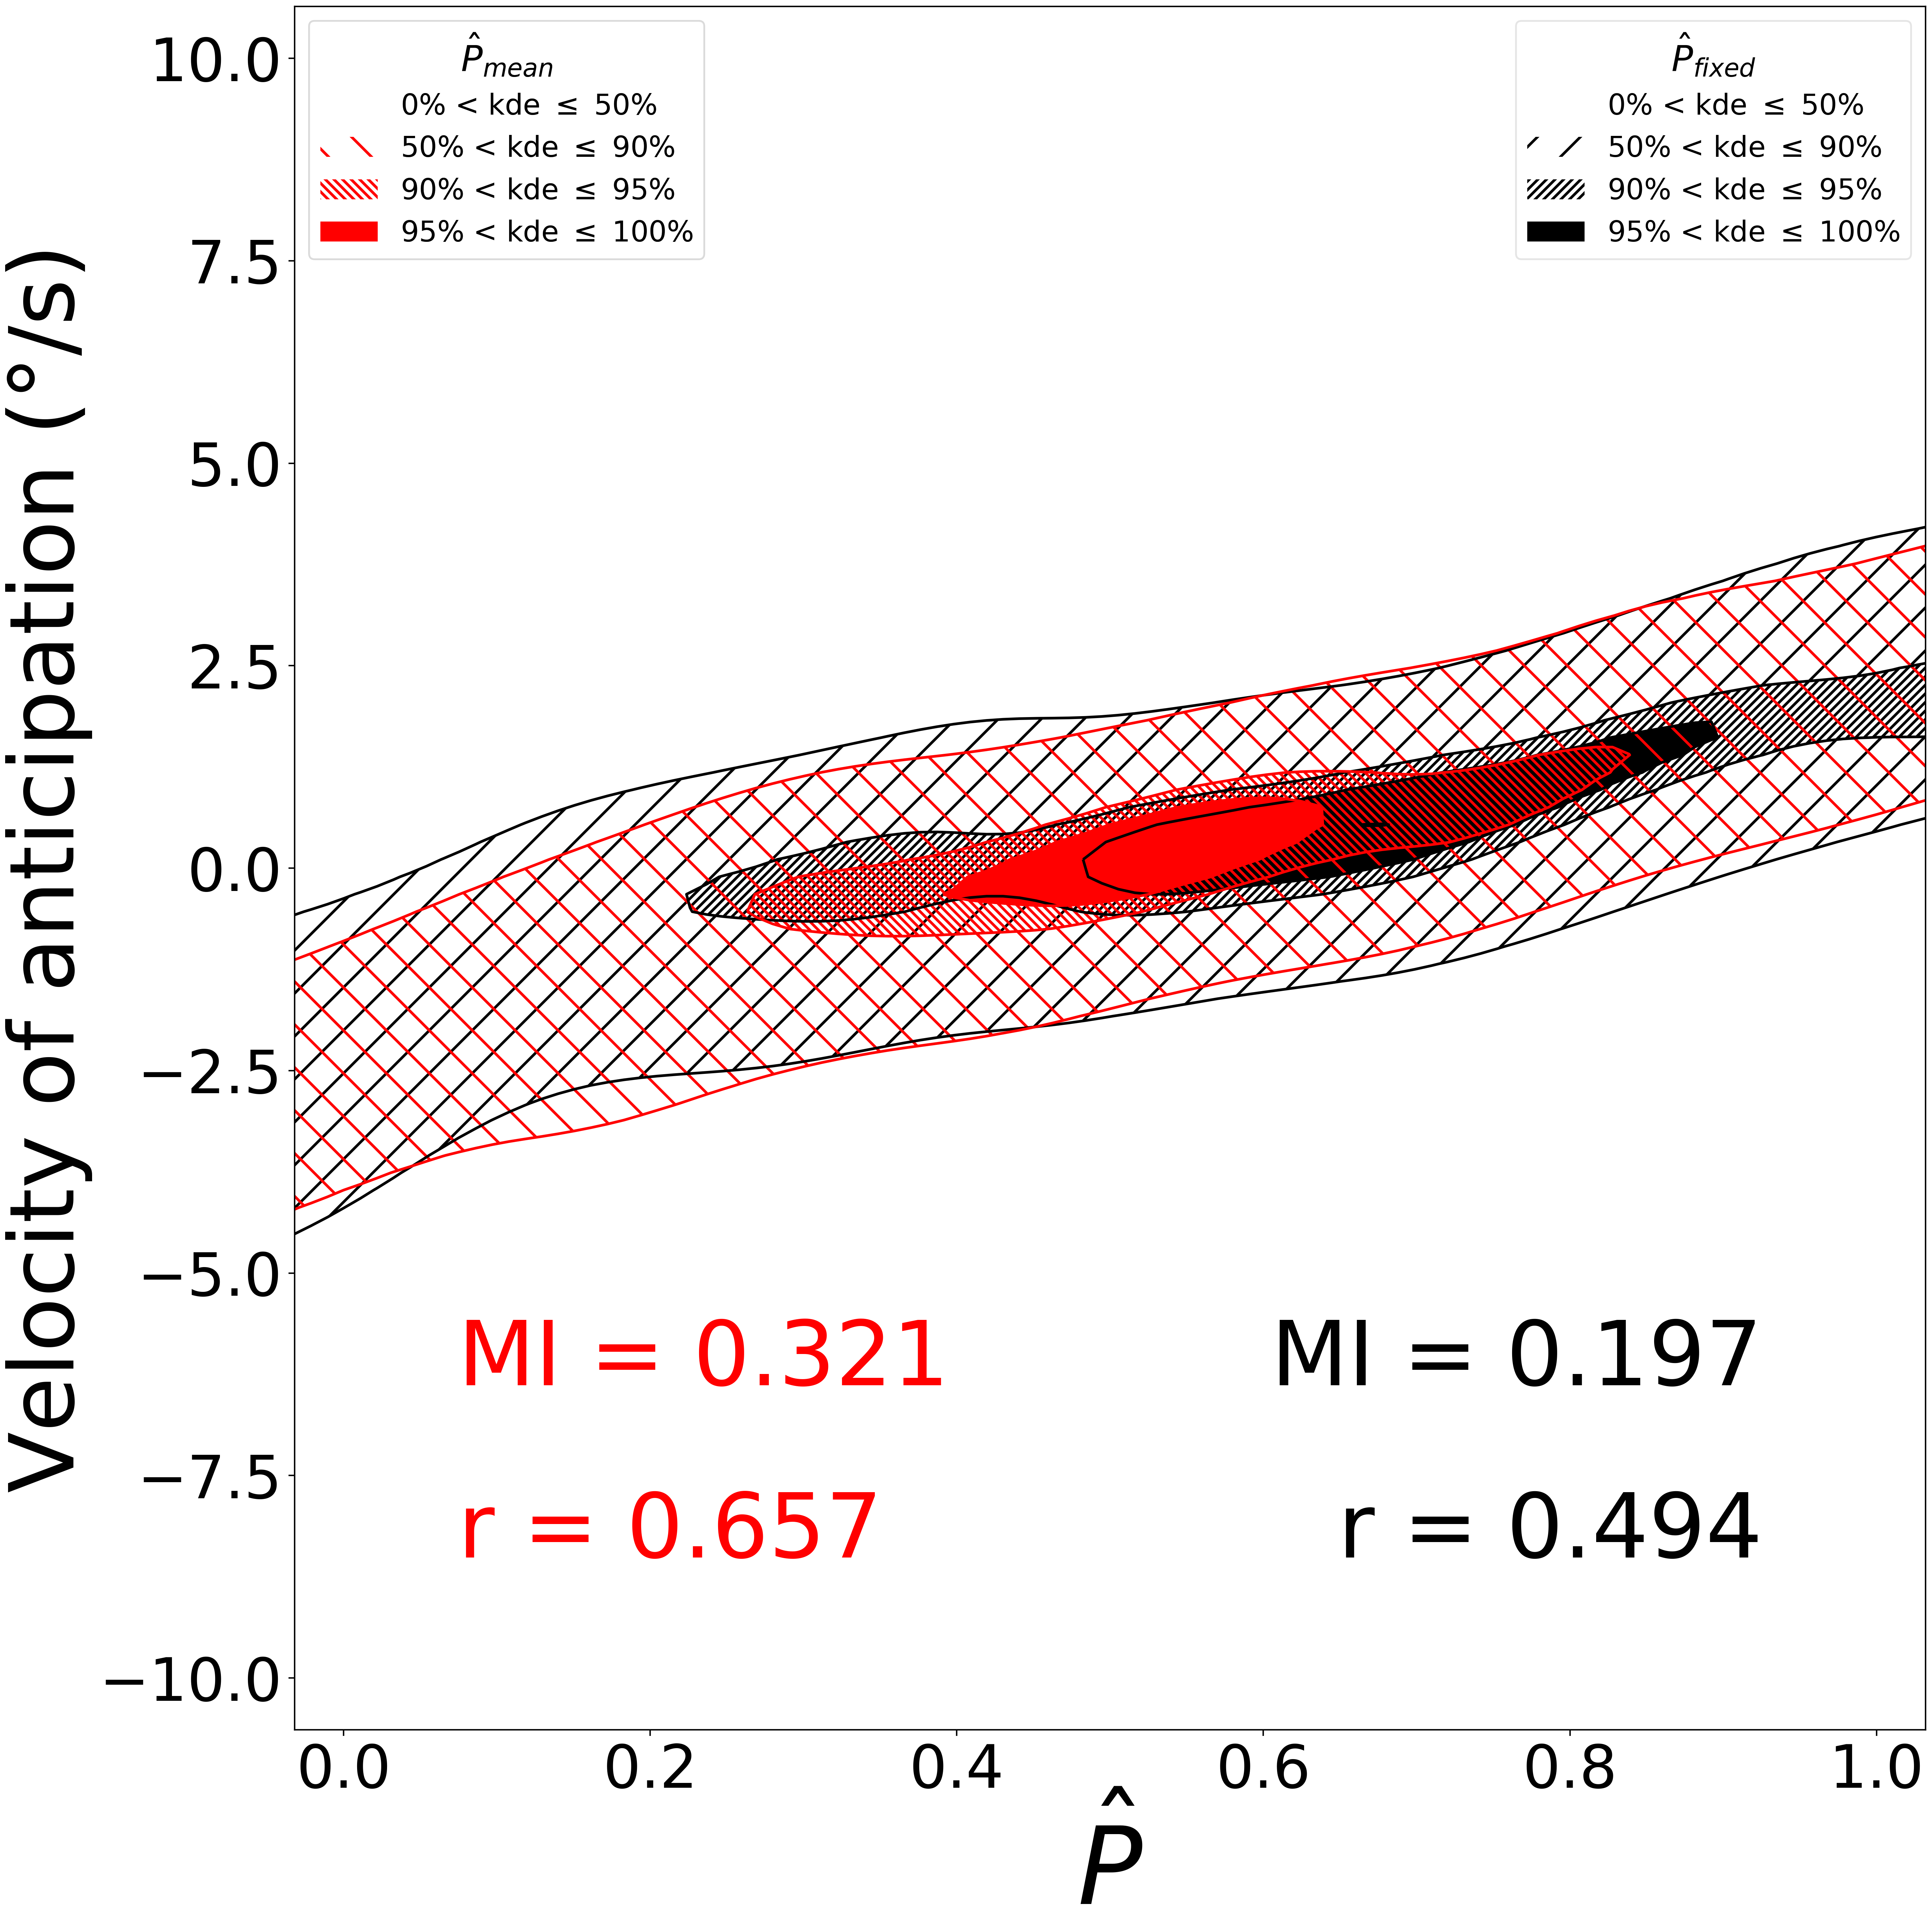 P̂mean
0% < kde ≤ 50%
50% < kde ≤ 90%
90% < kde ≤ 95%
95% < kde ≤ 100%
P̂fixed
0% < kde ≤ 50%
50% < kde ≤ 90%
90% < kde ≤ 95%
95% < kde ≤ 100%
Velocity of anticipation (°/s)
10.0
7.5
5.0
2.5
0.0
−2.5
−5.0
−7.5
−10.0
MI = 0.321
MI = 0.197
r = 0.657
r = 0.494
0.0 0.2 0.4 0.6 0.8 1.0
P̂